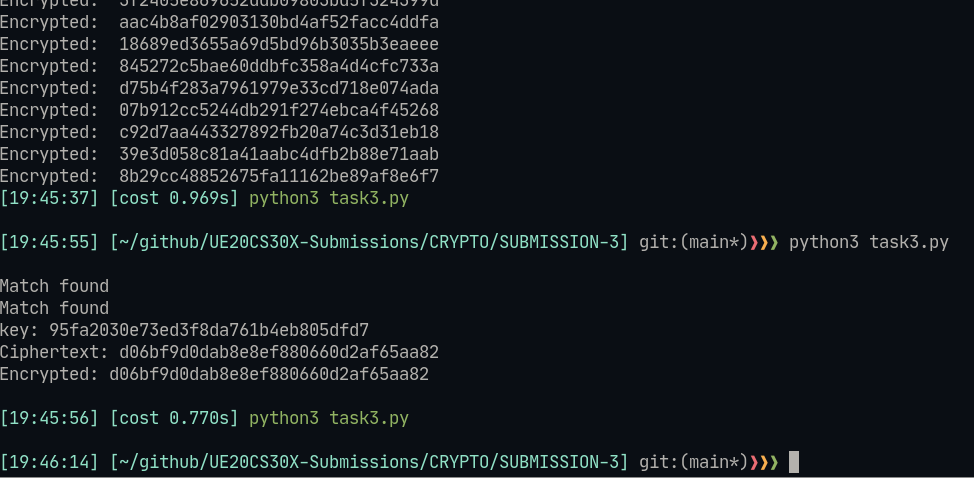 Encrypted:  aac4b8af02903130bd4af52facc4ddfa
Encrypted:  18689ed3655a69d5bd96b3035b3eaeee
Encrypted:  845272c5bae60ddbfc358a4d4cfc733a
Encrypted:  d75b4f283a7961979e33cd718e074ada
Encrypted:  07b912cc5244db291f274ebca4f45268
Encrypted:  c92d7aa443327892fb20a74c3d31eb18
Encrypted:  39e3d058c81a41aabc4dfb2b88e71aab
Encrypted:  8b29cc48852675fa11162be89af8e6f7
[19:45:37] [cost 0.969s] python3 task3.py
[19:45:55] [~/github/UE20CS30X-Submissions/CRYPTO/SUBMISSION-3] git:(main*)❱❱❱ python3 task3.py
Match found
Match found
key: 95fa2030e73ed3f8da761b4eb805dfd7
Ciphertext: d06bf9d0dab8e8ef880660d2af65aa82
Encrypted: d06bf9d0dab8e8ef880660d2af65aa82
[19:45:56] [cost 0.770s] python3 task3.py
[19:46:14] [~/github/UE20CS30X-Submissions/CRYPTO/SUBMISSION-3] git:(main*)❱❱❱